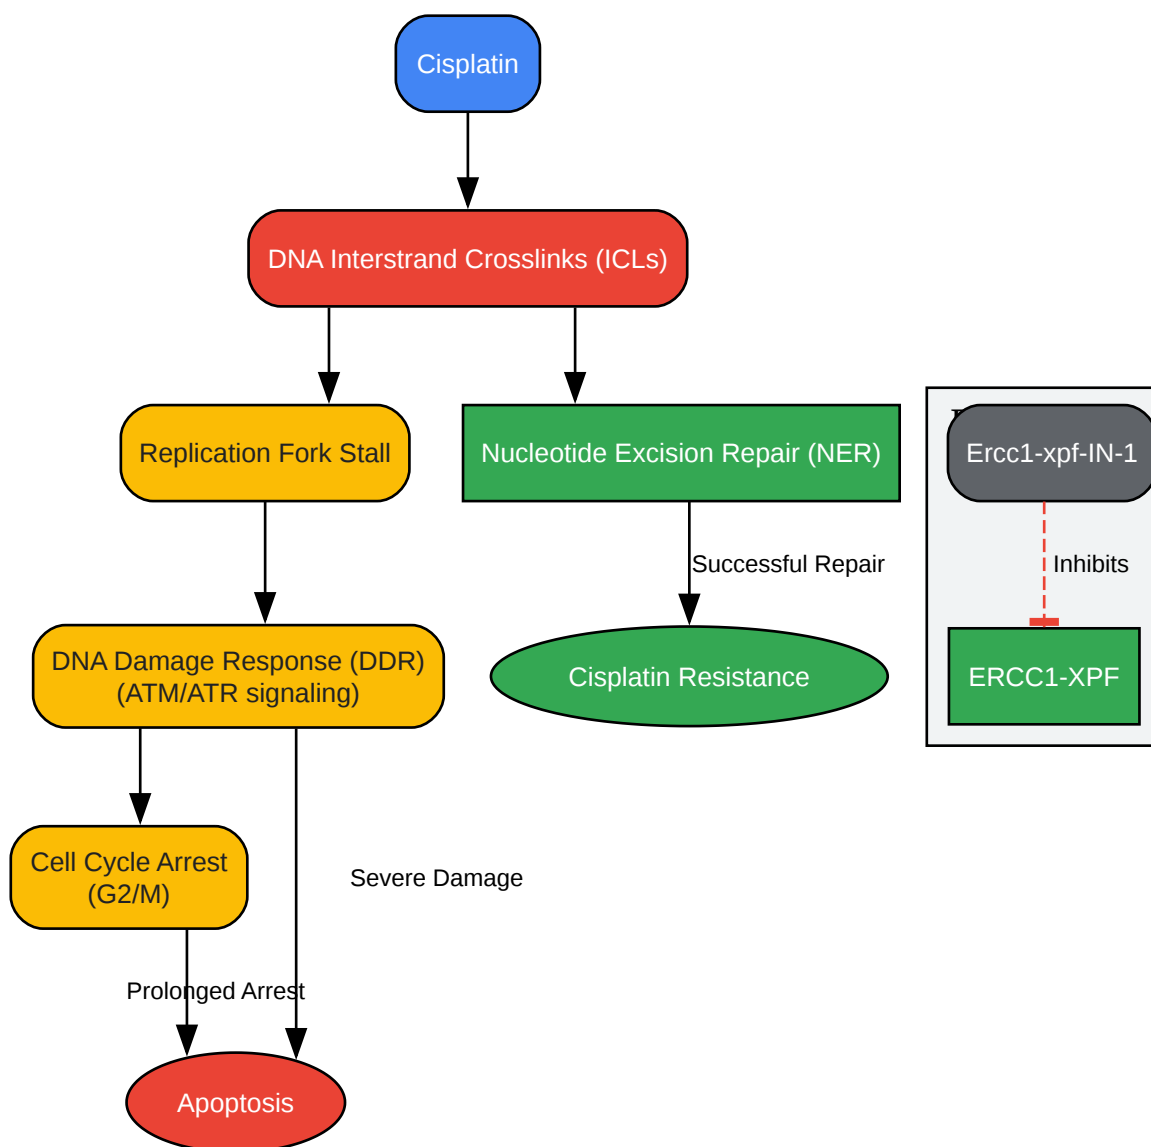 Cisplatin
DNA Interstrand Crosslinks (ICLs)
Replication Fork Stall
Nucleotide Excision Repair (NER)
Ercc1-xpf-IN-1
Successful Repair
Inhibits
DNA Damage Response (DDR)
(ATM/ATR signaling)
Cisplatin Resistance
ERCC1-XPF
Cell Cycle Arrest
(G2/M)
Severe Damage
Prolonged Arrest
Apoptosis